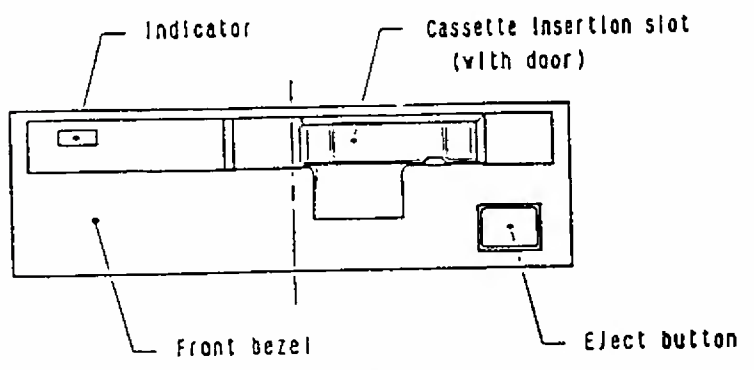 Indicator
Cassette Insertion slot
(with door)
Front bezel
Eject button